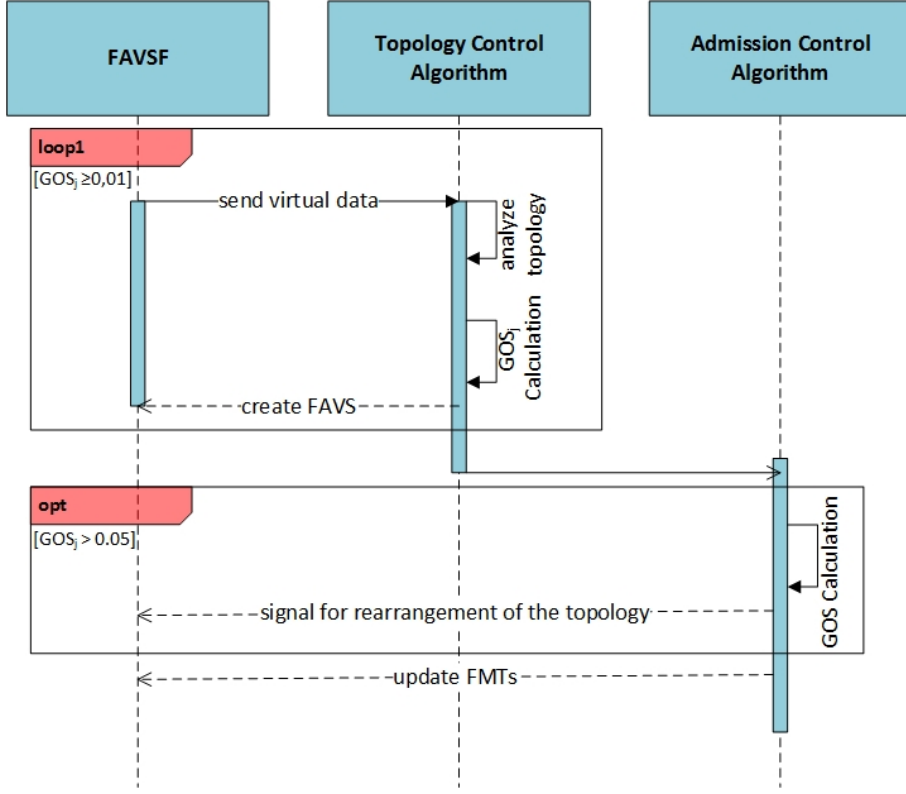 FAVSF
Topology Control
Algorithm
Admission Control
Algorithm
loop1
[GOSj ≥0,01]
send virtual data
analyze
topology
GOSj
Calculation
create FAVS
opt
[GOSj > 0.05]
GOS Calculation
signal for rearrangement of the topology
update FMTs